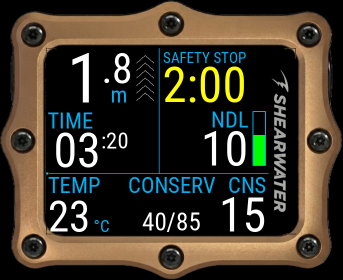 1.8 m
SAFETY STOP
2:00
TIME
03:20
NDL
10
TEMP CONSERV CNS
23 °C 40/85 15
SHEARWATER